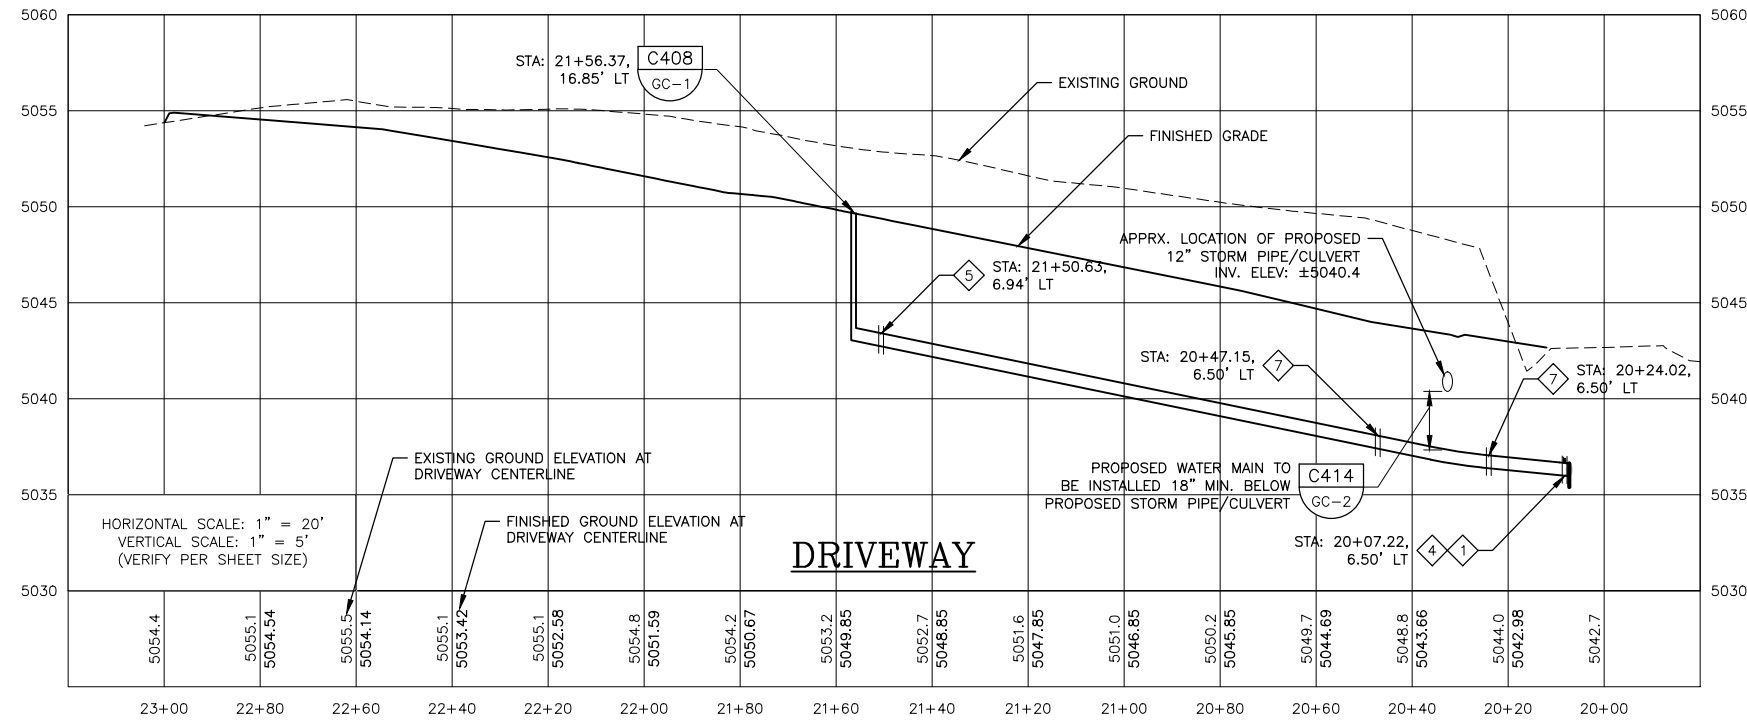 5060
5060
STA: 21+56.37,
16.85' LT
C408
GC-1
EXISTING GROUND
5055
5055
FINISHED GRADE
5050
5050
APPRX. LOCATION OF PROPOSED
12" STORM PIPE/CULVERT
INV. ELEV: ±5040.4
5
STA: 21+50.63,
6.94' LT
5045
5045
STA: 20+47.15,
6.50' LT
7
7
STA: 20+24.02,
6.50' LT
5040
5040
EXISTING GROUND ELEVATION AT
DRIVEWAY CENTERLINE
PROPOSED WATER MAIN TO
BE INSTALLED 18" MIN. BELOW
PROPOSED STORM PIPE/CULVERT
C414
GC-2
5035
5035
HORIZONTAL SCALE: 1" = 20'
VERTICAL SCALE: 1" = 5'
(VERIFY PER SHEET SIZE)
FINISHED GROUND ELEVATION AT
DRIVEWAY CENTERLINE
DRIVEWAY
STA: 20+07.22,
6.50' LT
4
1
5030
5030
5054.4
5055.1
5054.54
5055.5
5054.14
5055.1
5053.42
5055.1
5052.58
5054.8
5051.59
5054.2
5050.67
5053.2
5049.85
5052.7
5048.85
5051.6
5047.85
5051.0
5046.85
5050.2
5045.85
5049.7
5044.69
5048.8
5043.66
5044.0
5042.98
5042.7
23+00
22+80
22+60
22+40
22+20
22+00
21+80
21+60
21+40
21+20
21+00
20+80
20+60
20+40
20+20
20+00